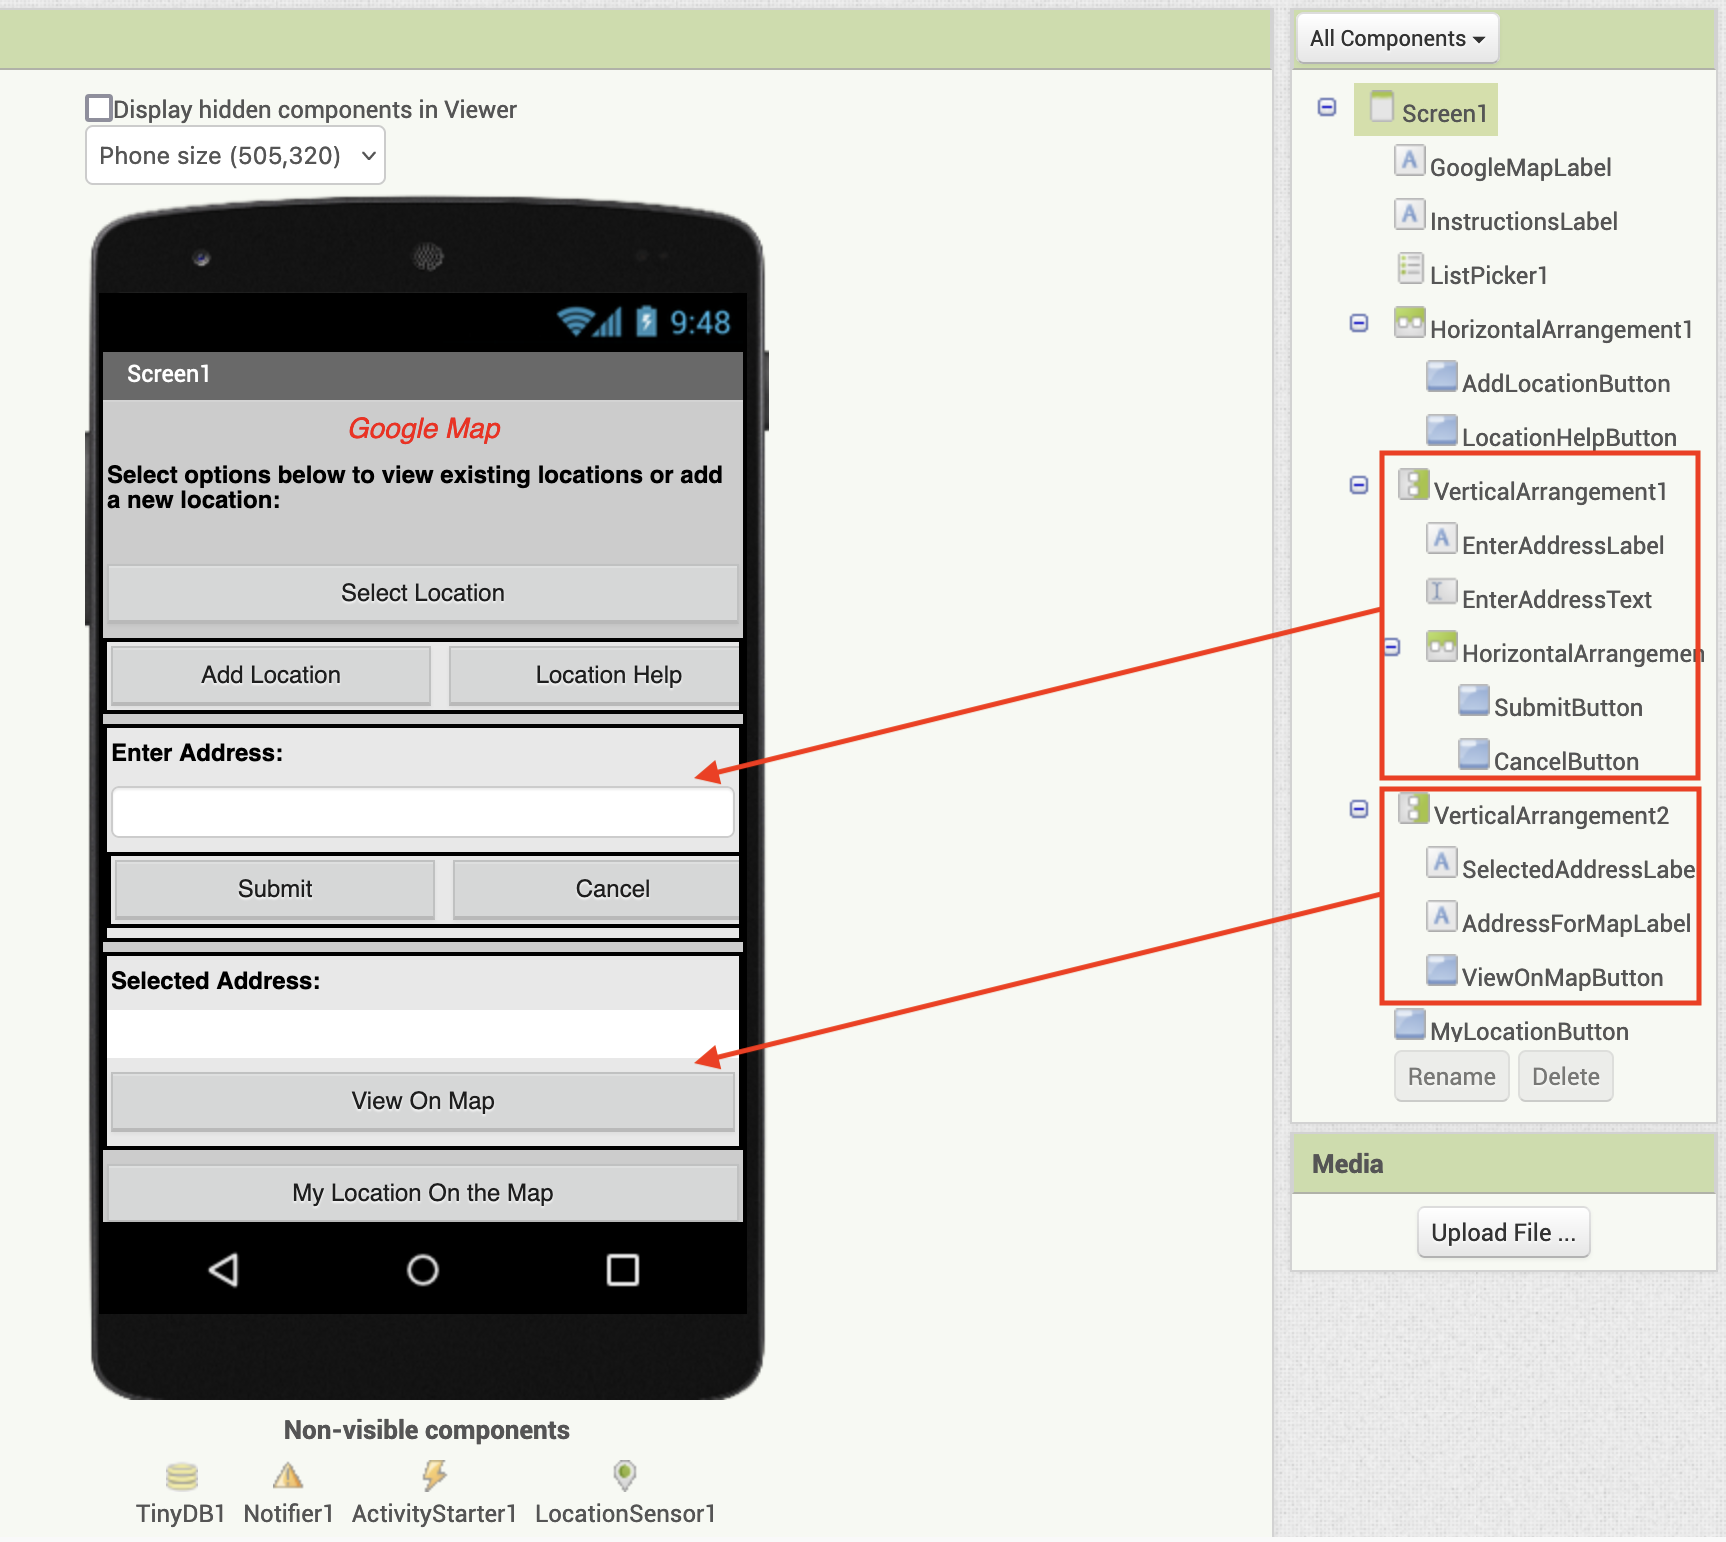 Display hidden components in Viewer
Phone size (505,320)
9:48
Screen1
Google Map
Select options below to view existing locations or add
a new location:
Select Location
Add Location
Location Help
Enter Address:
Submit
Cancel
Selected Address:
View On Map
My Location On the Map
Non-visible components
TinyDB1
Notifier1
ActivityStarter1
LocationSensor1
All Components
Screen1
GoogleMapLabel
InstructionsLabel
ListPicker1
HorizontalArrangement1
AddLocationButton
LocationHelpButton
VerticalArrangement1
EnterAddressLabel
EnterAddressText
HorizontalArrangemen
SubmitButton
CancelButton
VerticalArrangement2
SelectedAddressLabe
AddressForMapLabel
ViewOnMapButton
MyLocationButton
Rename
Delete
Media
Upload File ...